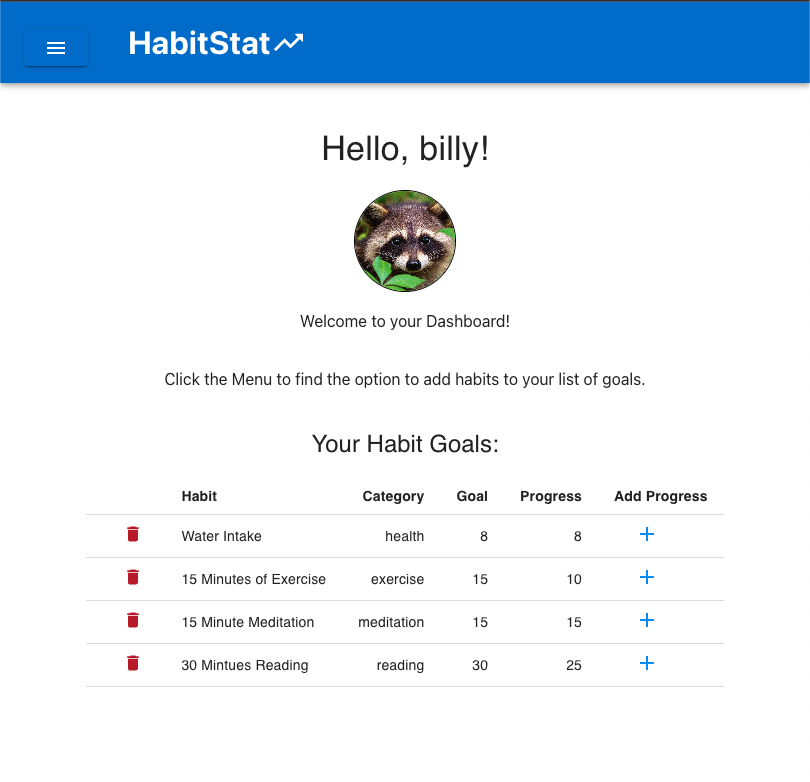 HabitStat
Hello, billy!
Welcome to your Dashboard!
Click the Menu to find the option to add habits to your list of goals.
Your Habit Goals:
Habit Category Goal Progress Add Progress
Water Intake health 8 8
15 Minutes of Exercise exercise 15 10
15 Minute Meditation meditation 15 15
30 Mintues Reading reading 30 25